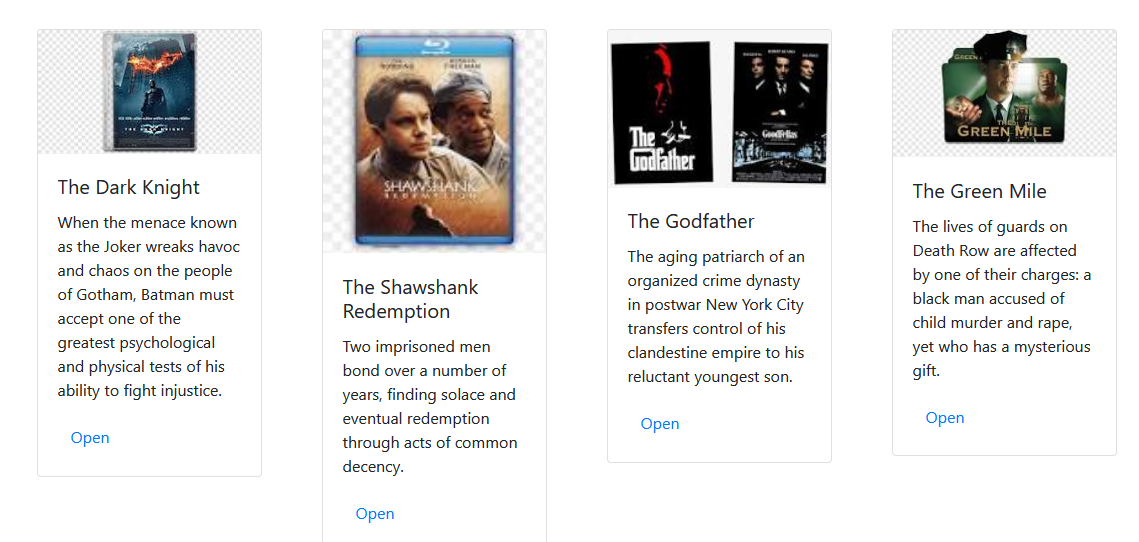 THE DARK KNIGHT
The Dark Knight
When the menace known
as the Joker wreaks havoc
and chaos on the people
of Gotham, Batman must
accept one of the
greatest psychological
and physical tests of his
ability to fight injustice.
Open
SHAWSHANK
REDEMPTION
The Shawshank
Redemption
Two imprisoned men
bond over a number of
years, finding solace and
eventual redemption
through acts of common
decency.
Open
The
Godfather
GoodFellas
The Godfather
The aging patriarch of an
organized crime dynasty
in postwar New York City
transfers control of his
clandestine empire to his
reluctant youngest son.
Open
THE
GREEN MILE
The Green Mile
The lives of guards on
Death Row are affected
by one of their charges: a
black man accused of
child murder and rape,
yet who has a mysterious
gift.
Open